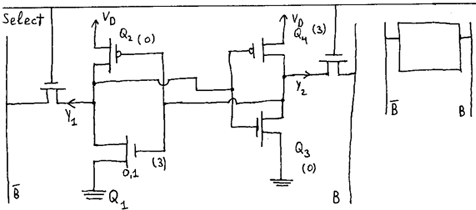 Select
V_D
Q_2 (0)
V_D
Q_4 (3)
Y_1
Y_2
0,1
(3)
Q_1
Q_3
(0)
B̅
B
B̅
B